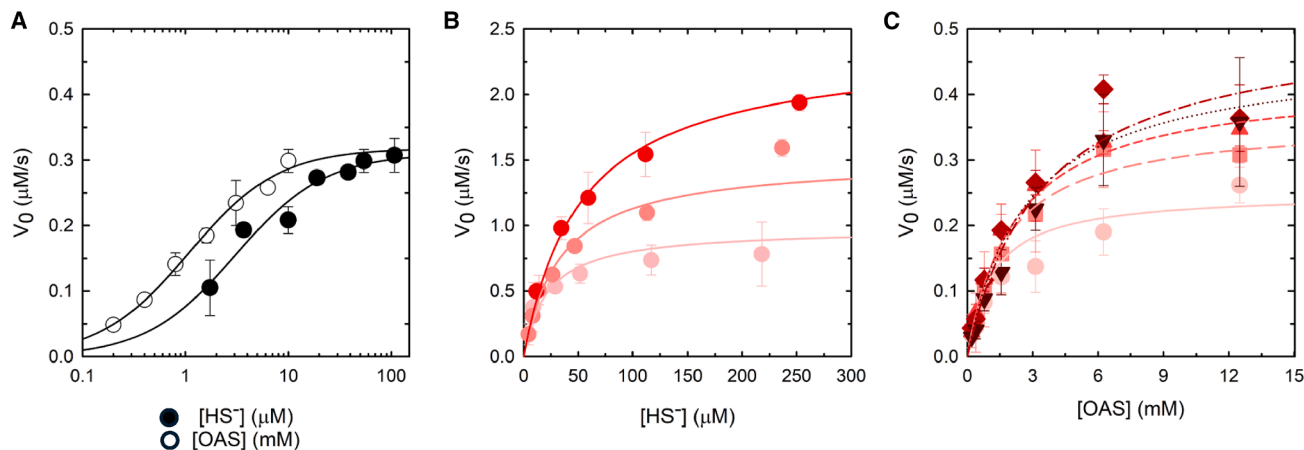 A
V₀ (μM/s)
0.5
0.4
0.3
0.2
0.1
0.0
0.1 1 10 100
[HS⁻] (μM)
[OAS] (mM)
B
V₀ (μM/s)
2.5
2.0
1.5
1.0
0.5
0.0
0 50 100 150 200 250 300
[HS⁻] (μM)
C
V₀ (μM/s)
0.5
0.4
0.3
0.2
0.1
0.0
0 3 6 9 12 15
[OAS] (mM)